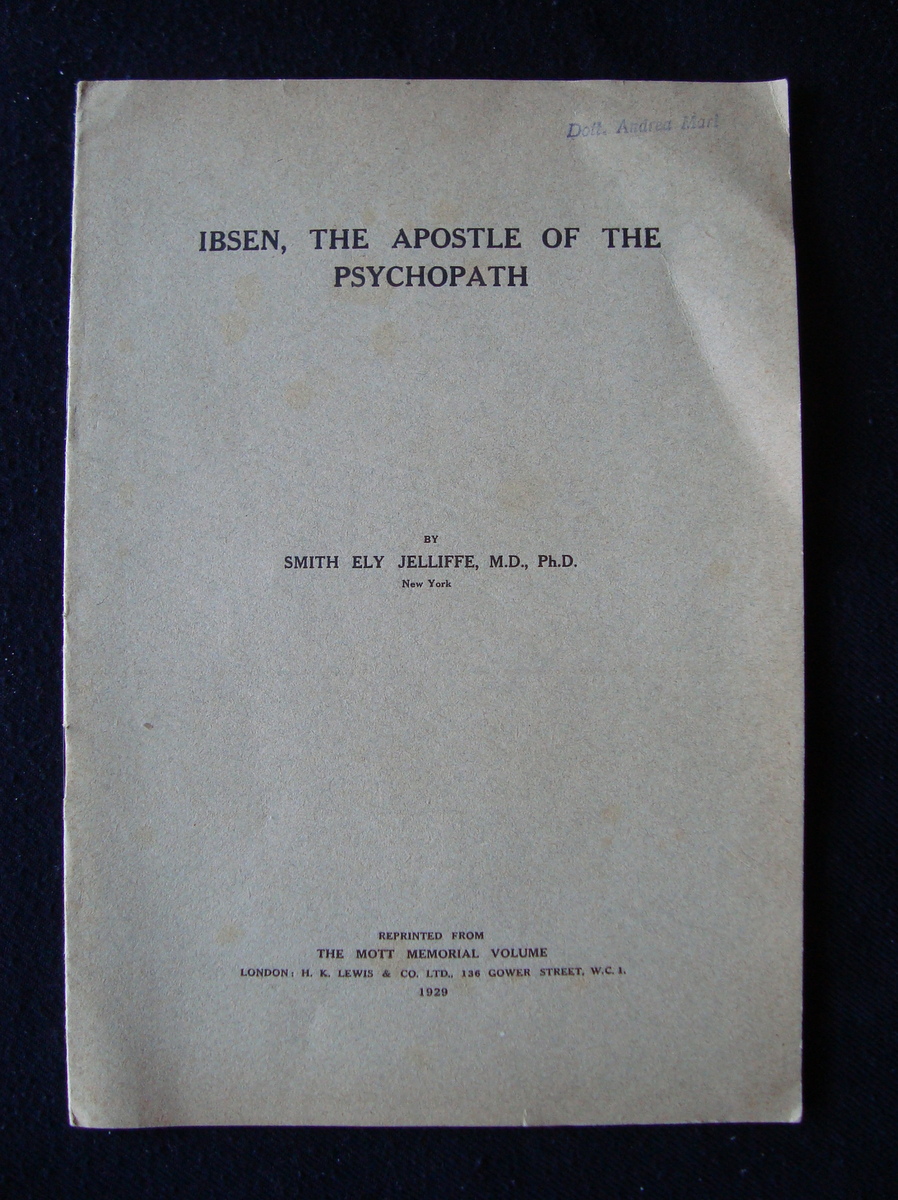 Dott. Andrea Mari
IBSEN, THE APOSTLE OF THE
PSYCHOPATH
BY
SMITH ELY JELLIFFE, M.D., Ph.D.
New York
REPRINTED FROM
THE MOTT MEMORIAL VOLUME
LONDON: H. K. LEWIS & CO. LTD., 136 GOWER STREET, W.C. 1.
1929